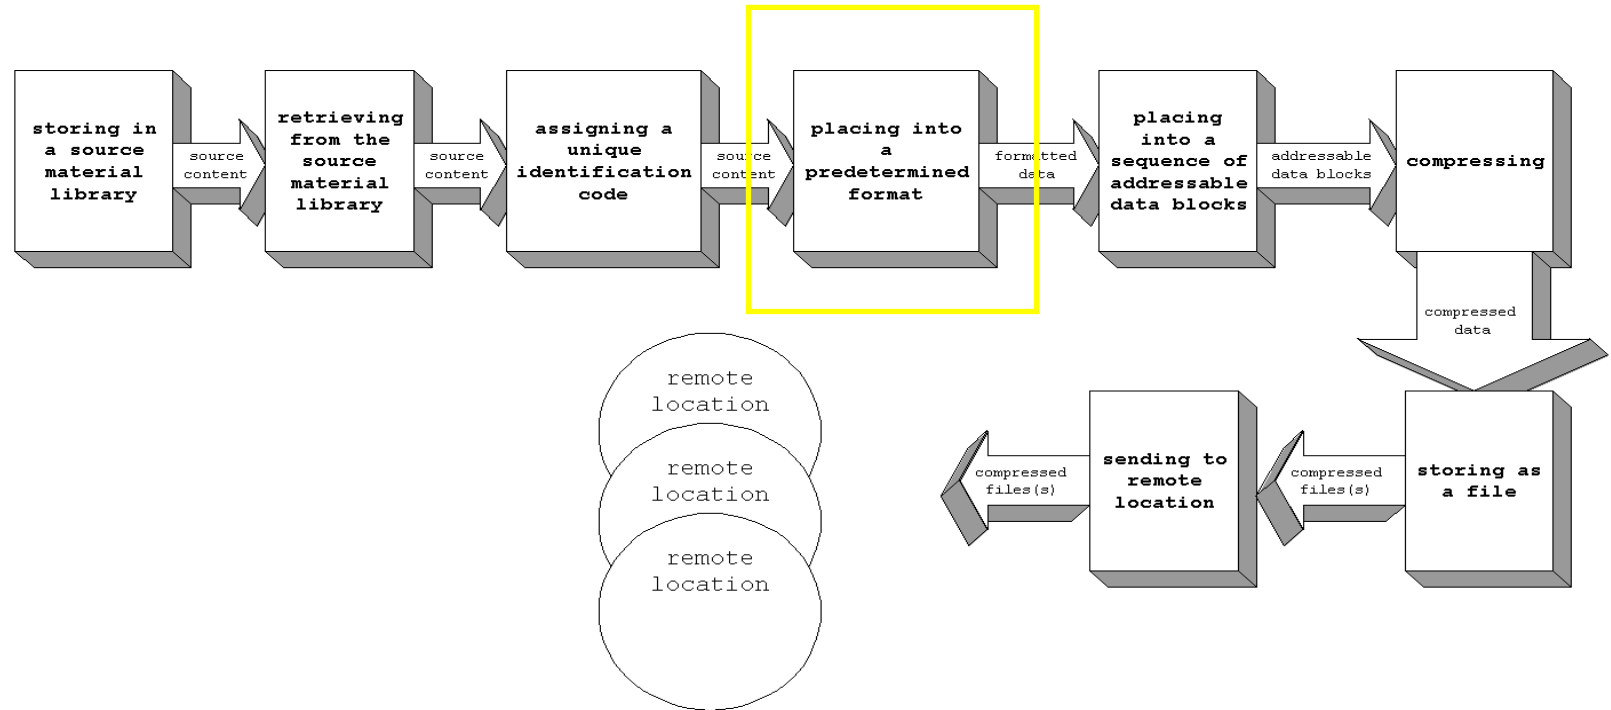 storing in
a source
material
library
source
content
retrieving
from the
source
material
library
source
content
assigning a
unique
identification
code
source
content
placing into
a
predetermined
format
formatted
data
placing
into a
sequence of
addressable
data blocks
addressable
data blocks
compressing
compressed
data
storing as
a file
compressed
files(s)
sending to
remote
location
compressed
files(s)
remote
location
remote
location
remote
location